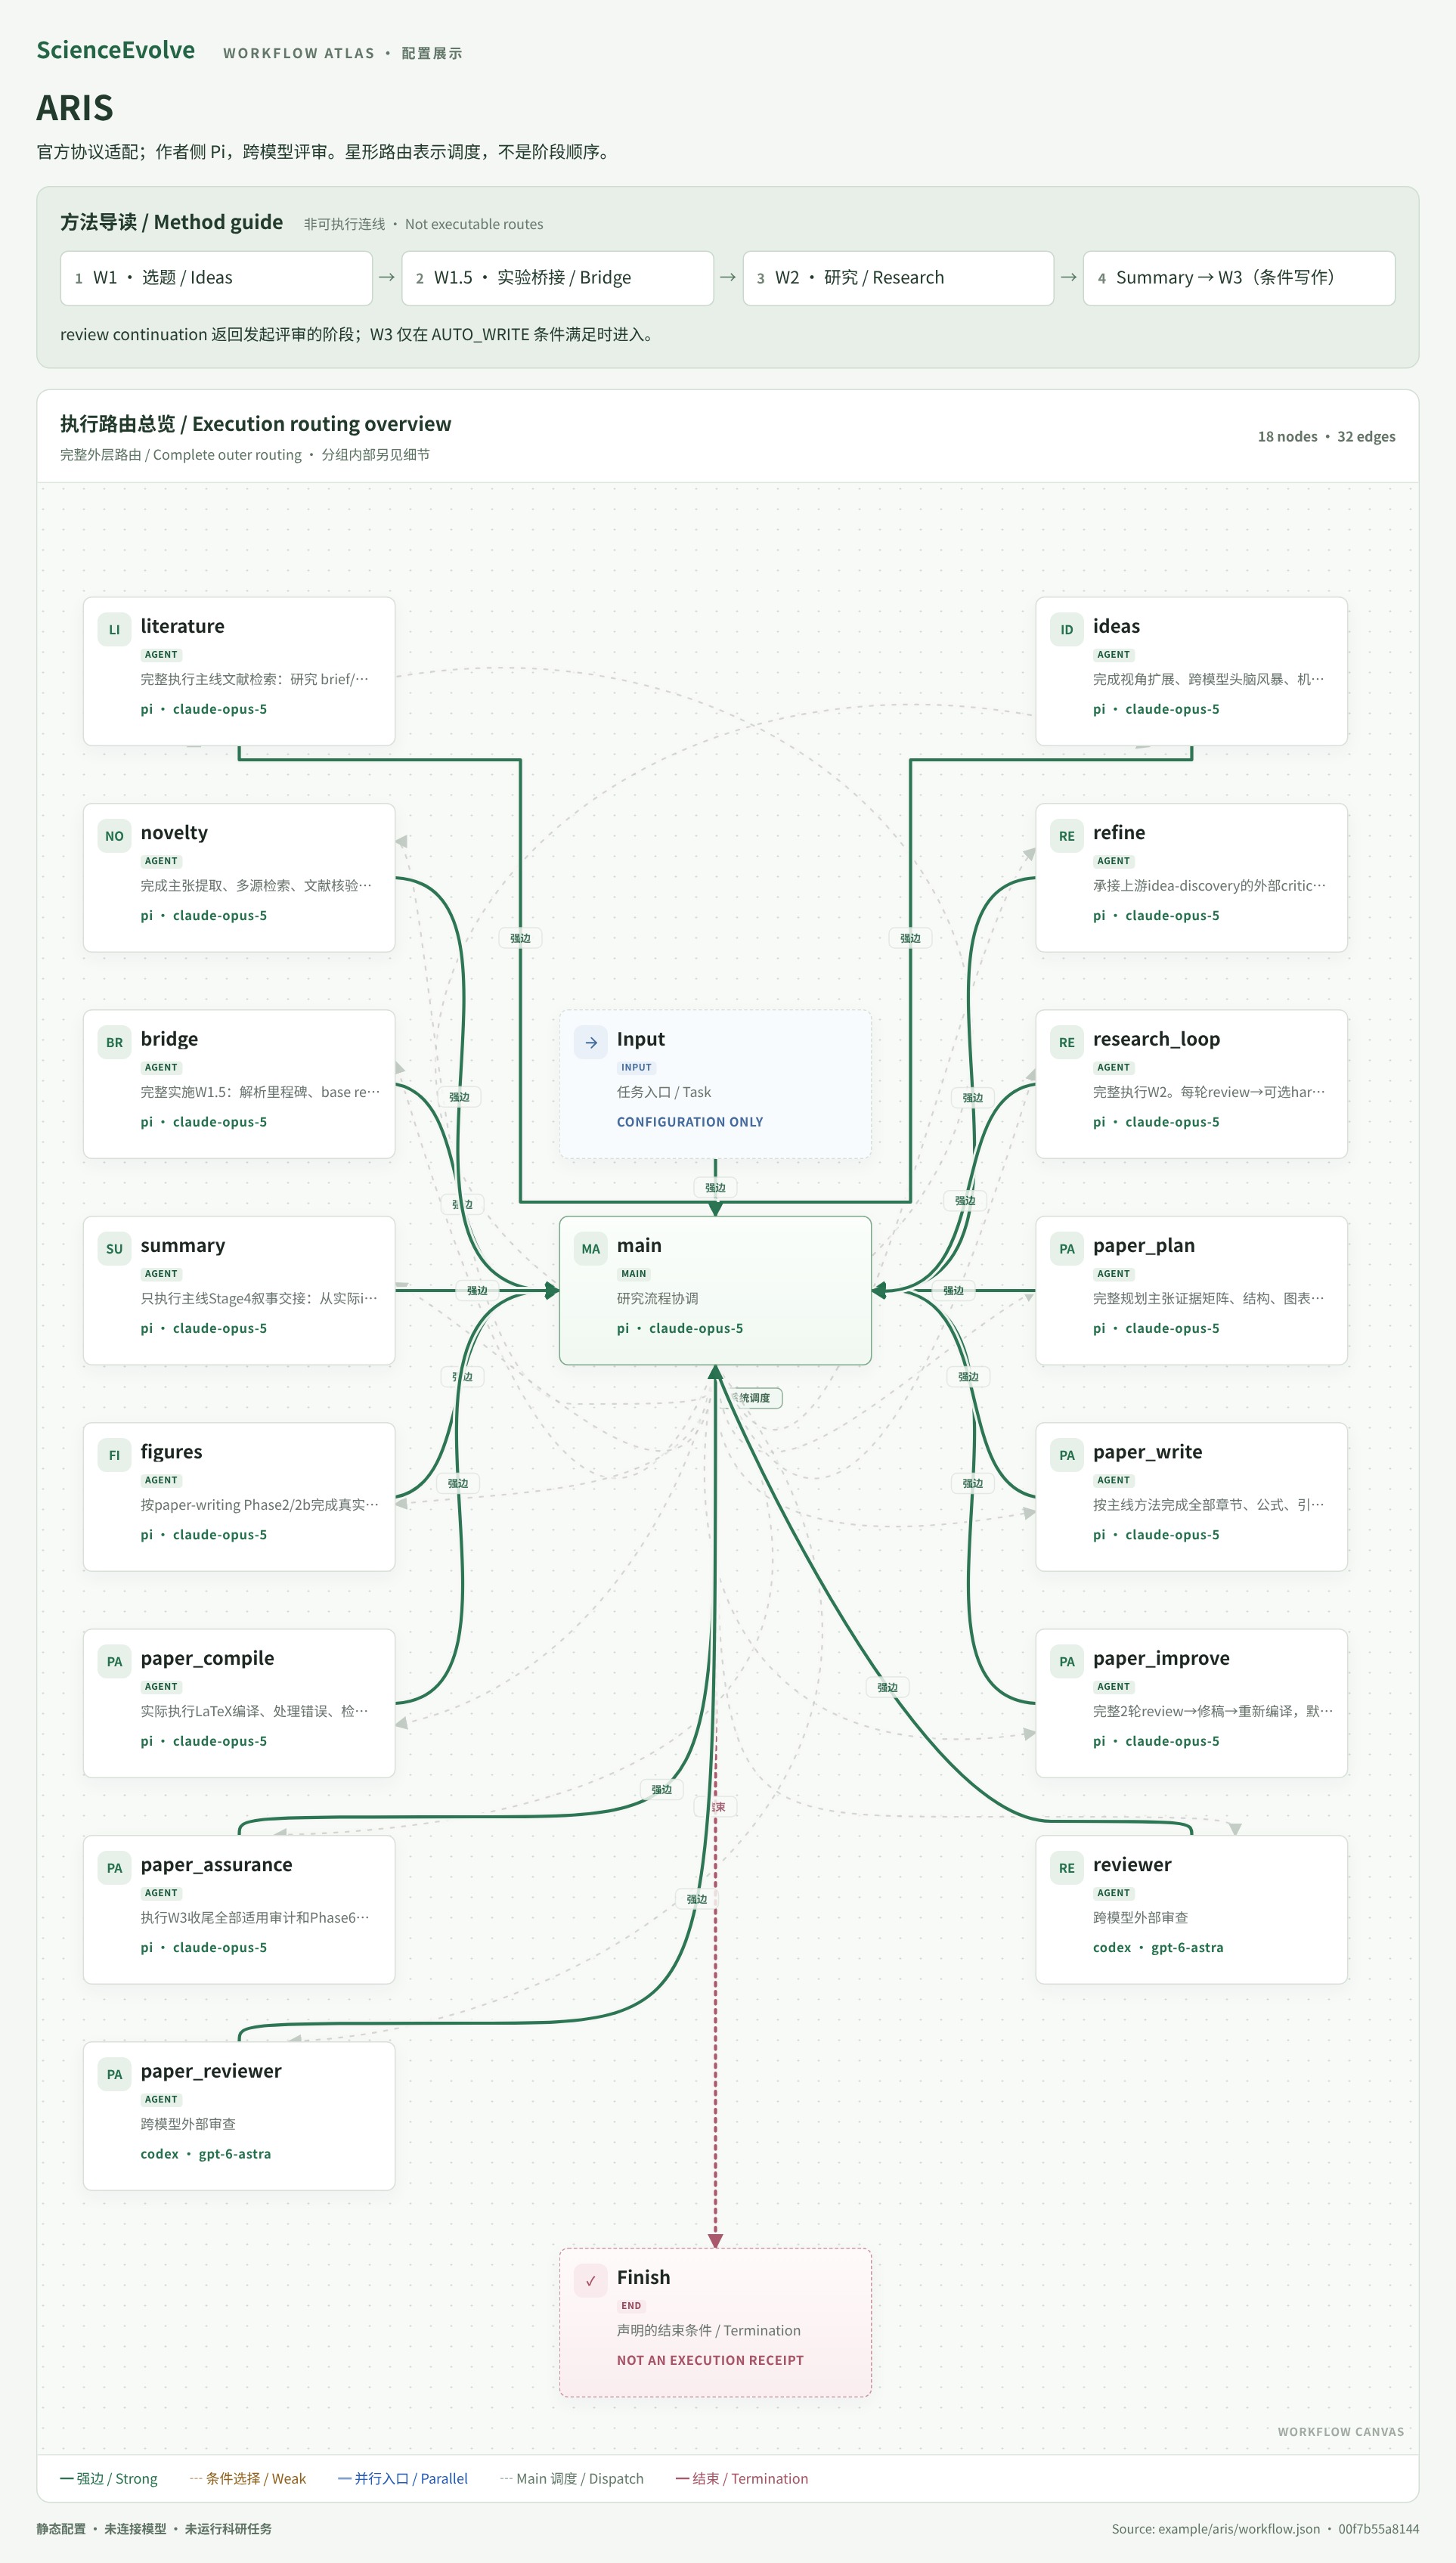 ScienceEvolve WORKFLOW ATLAS · 配置展示
ARIS
官方协议适配；作者侧 Pi，跨模型评审。星形路由表示调度，不是阶段顺序。
方法导读 / Method guide 非可执行连线 · Not executable routes
1 W1 · 选题 / Ideas → 2 W1.5 · 实验桥接 / Bridge → 3 W2 · 研究 / Research → 4 Summary → W3（条件写作）
review continuation 返回发起评审的阶段；W3 仅在 AUTO_WRITE 条件满足时进入。
执行路由总览 / Execution routing overview
18 nodes · 32 edges
完整外层路由 / Complete outer routing · 分组内部另见细节
LI literature
AGENT
完整执行主线文献检索：研究 brief/…
pi · claude-opus-5
ID ideas
AGENT
完成视角扩展、跨模型头脑风暴、机…
pi · claude-opus-5
NO novelty
AGENT
完成主张提取、多源检索、文献核验…
pi · claude-opus-5
RE refine
AGENT
承接上游idea-discovery的外部critic…
pi · claude-opus-5
强边
强边
BR bridge
AGENT
完整实施W1.5：解析里程碑、base re…
pi · claude-opus-5
强边
→ Input
INPUT
任务入口 / Task
CONFIGURATION ONLY
强边
RE research_loop
AGENT
完整执行W2。每轮review→可选har…
pi · claude-opus-5
强边
强边
强边
SU summary
AGENT
只执行主线Stage4叙事交接：从实际i…
pi · claude-opus-5
强边
MA main
MAIN
研究流程协调
pi · claude-opus-5
强边
PA paper_plan
AGENT
完整规划主张证据矩阵、结构、图表…
pi · claude-opus-5
强边
统调度
强边
FI figures
AGENT
按paper-writing Phase2/2b完成真实…
pi · claude-opus-5
强边
强边
PA paper_write
AGENT
按主线方法完成全部章节、公式、引…
pi · claude-opus-5
PA paper_compile
AGENT
实际执行LaTeX编译、处理错误、检…
pi · claude-opus-5
强边
PA paper_improve
AGENT
完整2轮review→修稿→重新编译，默…
pi · claude-opus-5
强边
束
PA paper_assurance
AGENT
执行W3收尾全部适用审计和Phase6…
pi · claude-opus-5
强边
RE reviewer
AGENT
跨模型外部审查
codex · gpt-6-astra
PA paper_reviewer
AGENT
跨模型外部审查
codex · gpt-6-astra
✓ Finish
END
声明的结束条件 / Termination
NOT AN EXECUTION RECEIPT
WORKFLOW CANVAS
强边 / Strong 条件选择 / Weak 并行入口 / Parallel Main 调度 / Dispatch 结束 / Termination
静态配置 · 未连接模型 · 未运行科研任务
Source: example/aris/workflow.json · 00f7b55a8144